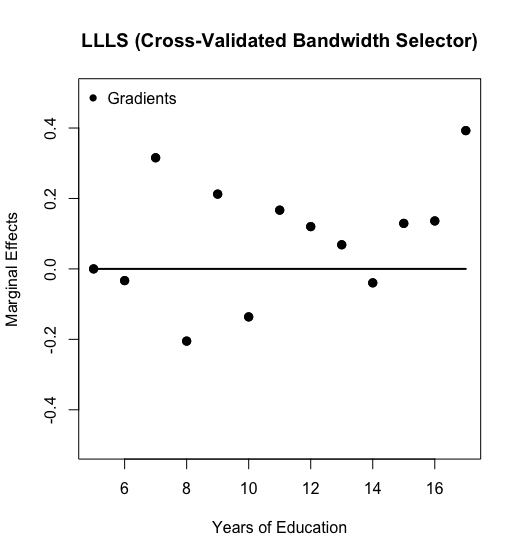 LLLS (Cross-Validated Bandwidth Selector)
Gradients
Marginal Effects
0.4
0.2
0.0
-0.2
-0.4
6 8 10 12 14 16
Years of Education